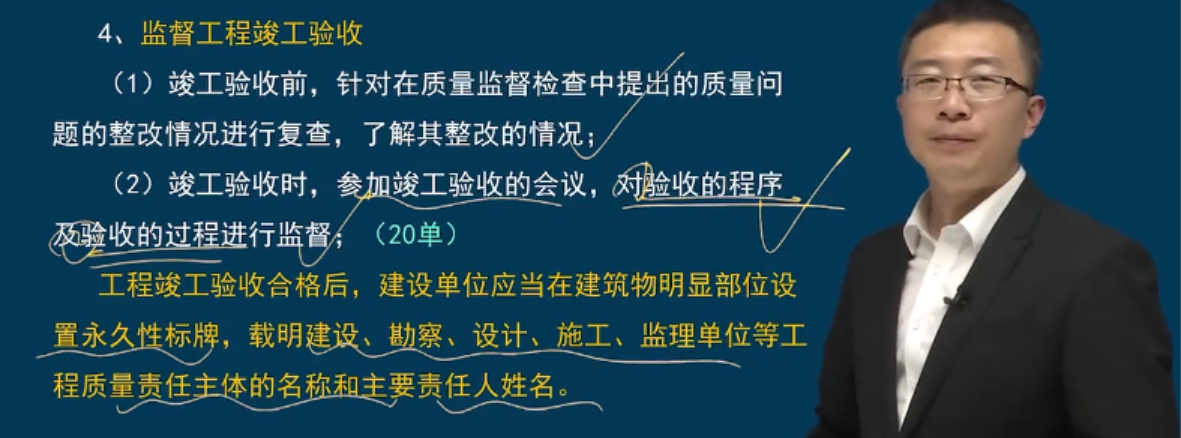 4、监督工程竣工验收
（1）竣工验收前，针对在质量监督检查中提出的质量问
题的整改情况进行复查，了解其整改的情况；
（2）竣工验收时，参加竣工验收的会议，对验收的程序
及验收的过程进行监督；（20单）
工程竣工验收合格后，建设单位应当在建筑物明显部位设
置永久性标牌，载明建设、勘察、设计、施工、监理单位等工
程质量责任主体的名称和主要责任人姓名。